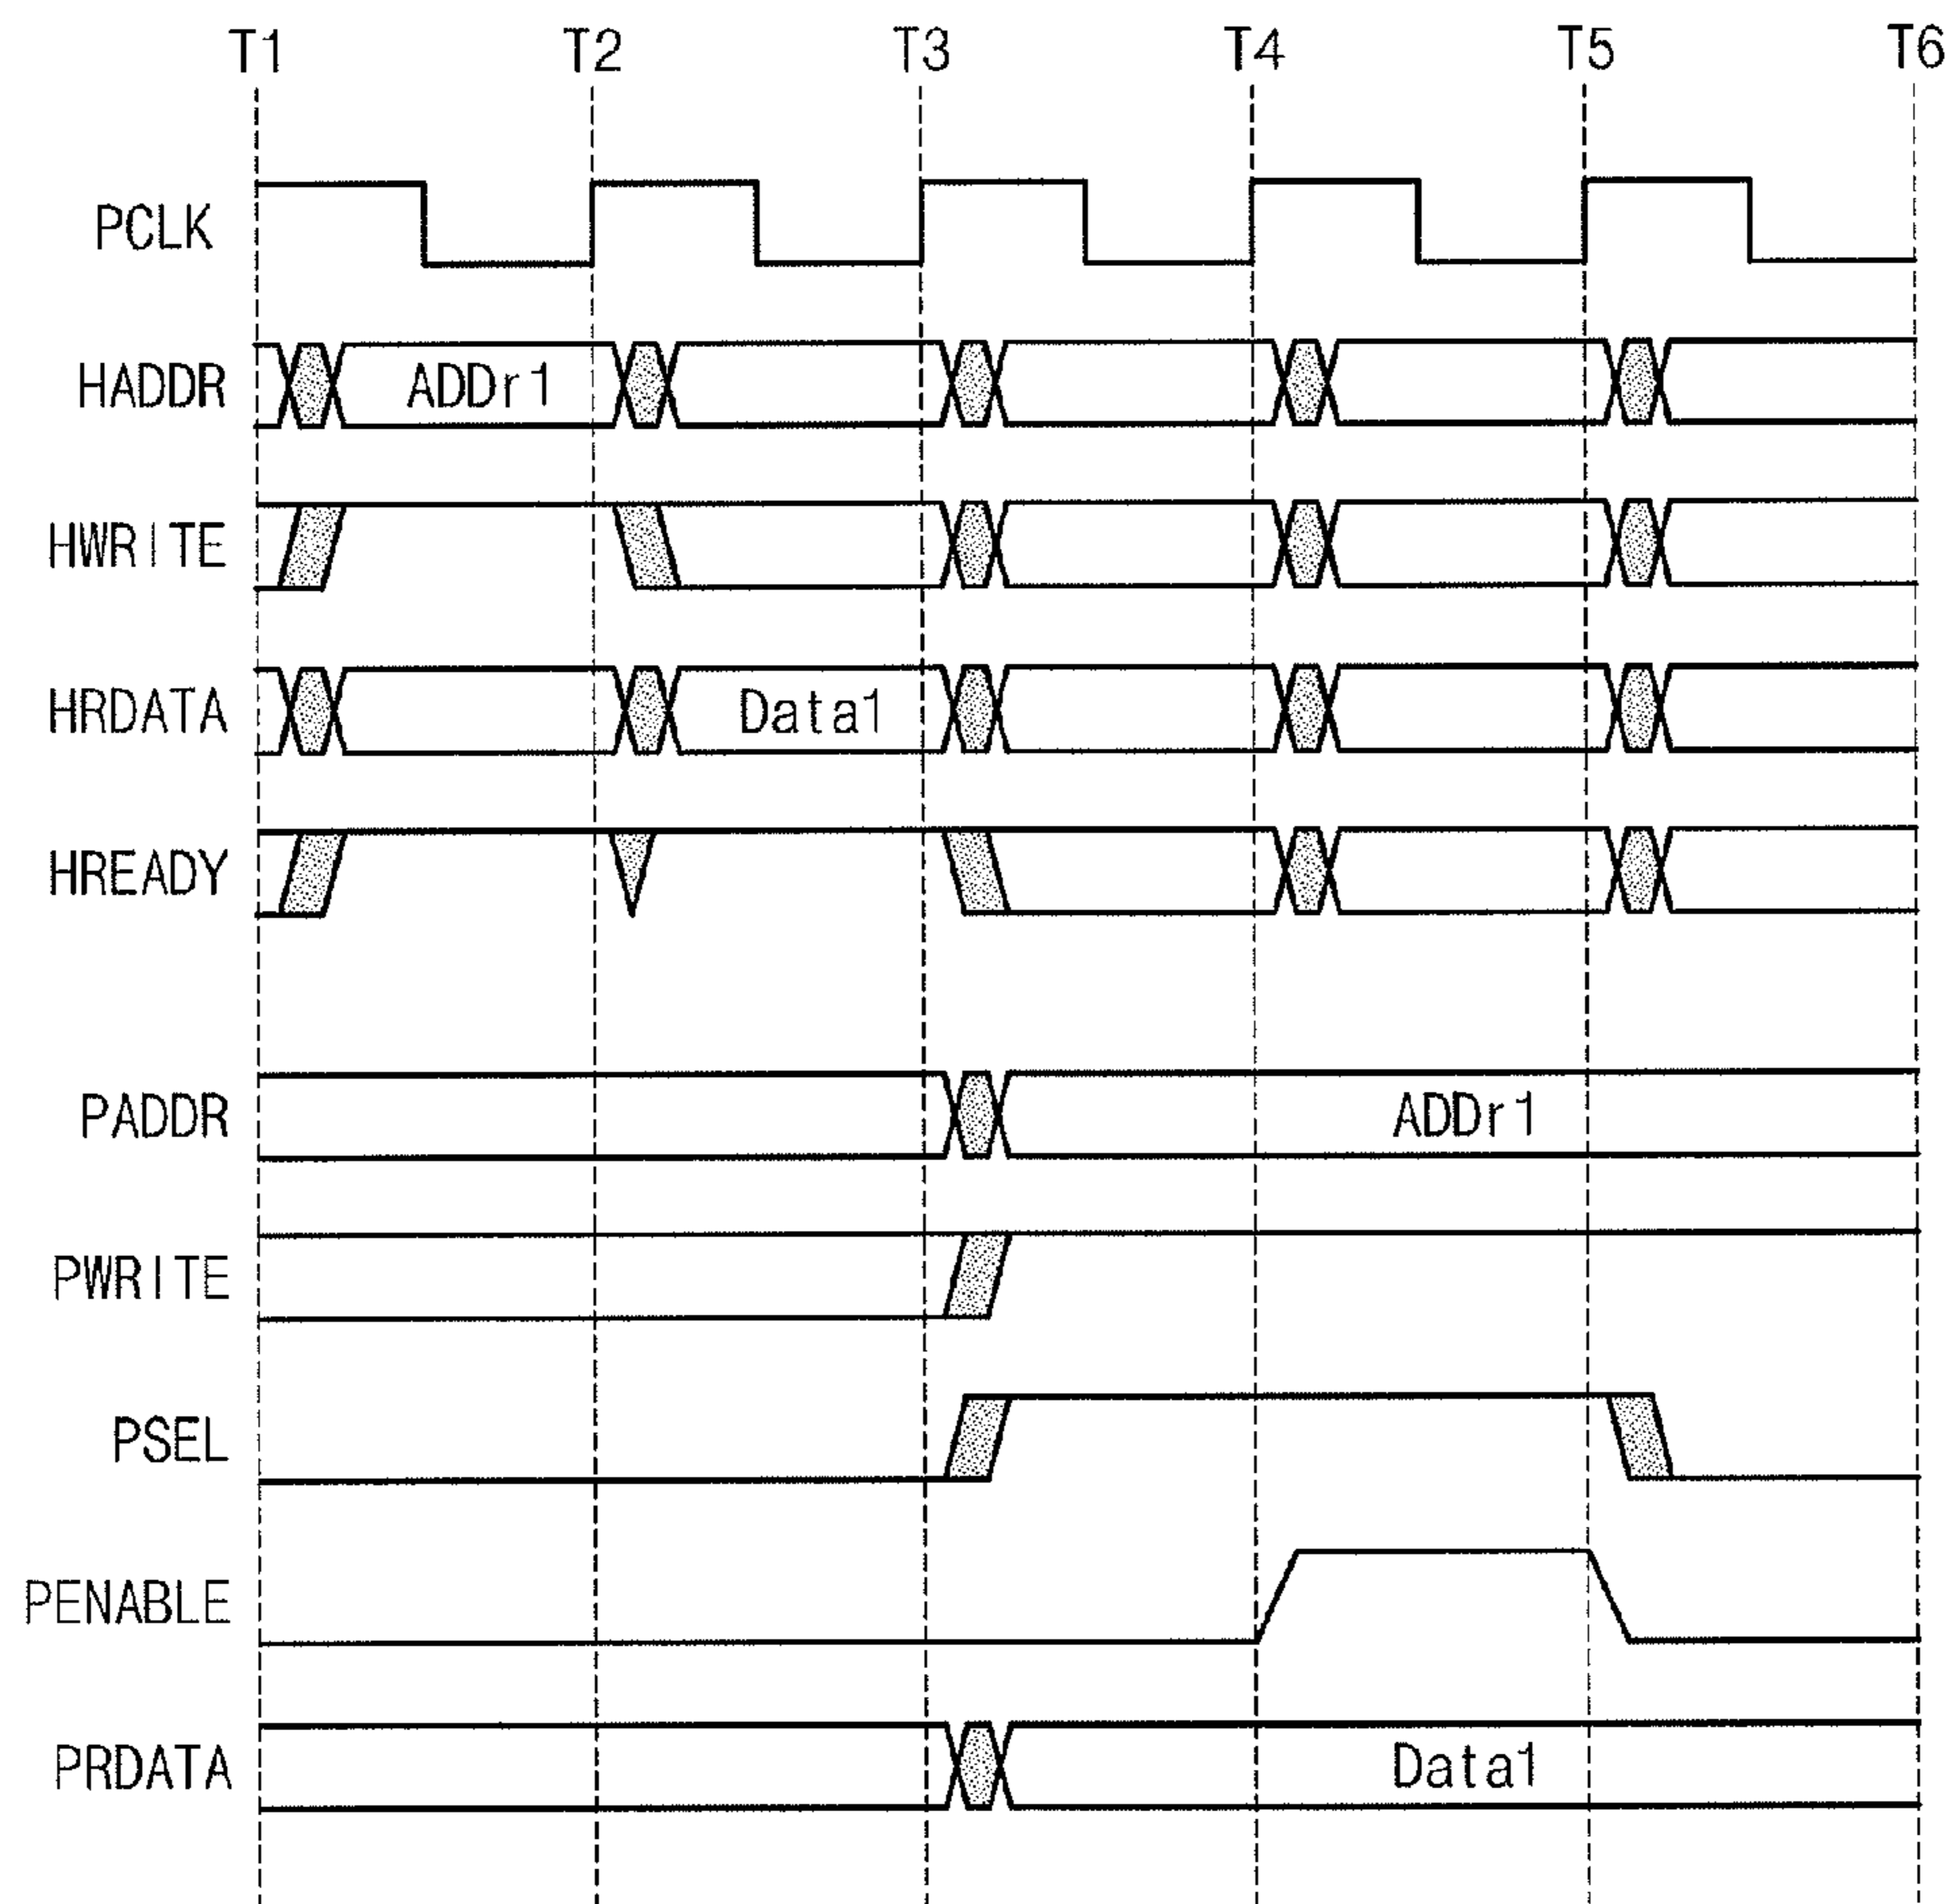 T1 T2 T3 T4 T5 T6
PCLK
HADDR ADDr1
HWRITE
HRDATA Data1
HREADY
PADDR ADDr1
PWRITE
PSEL
PENABLE
PRDATA Data1